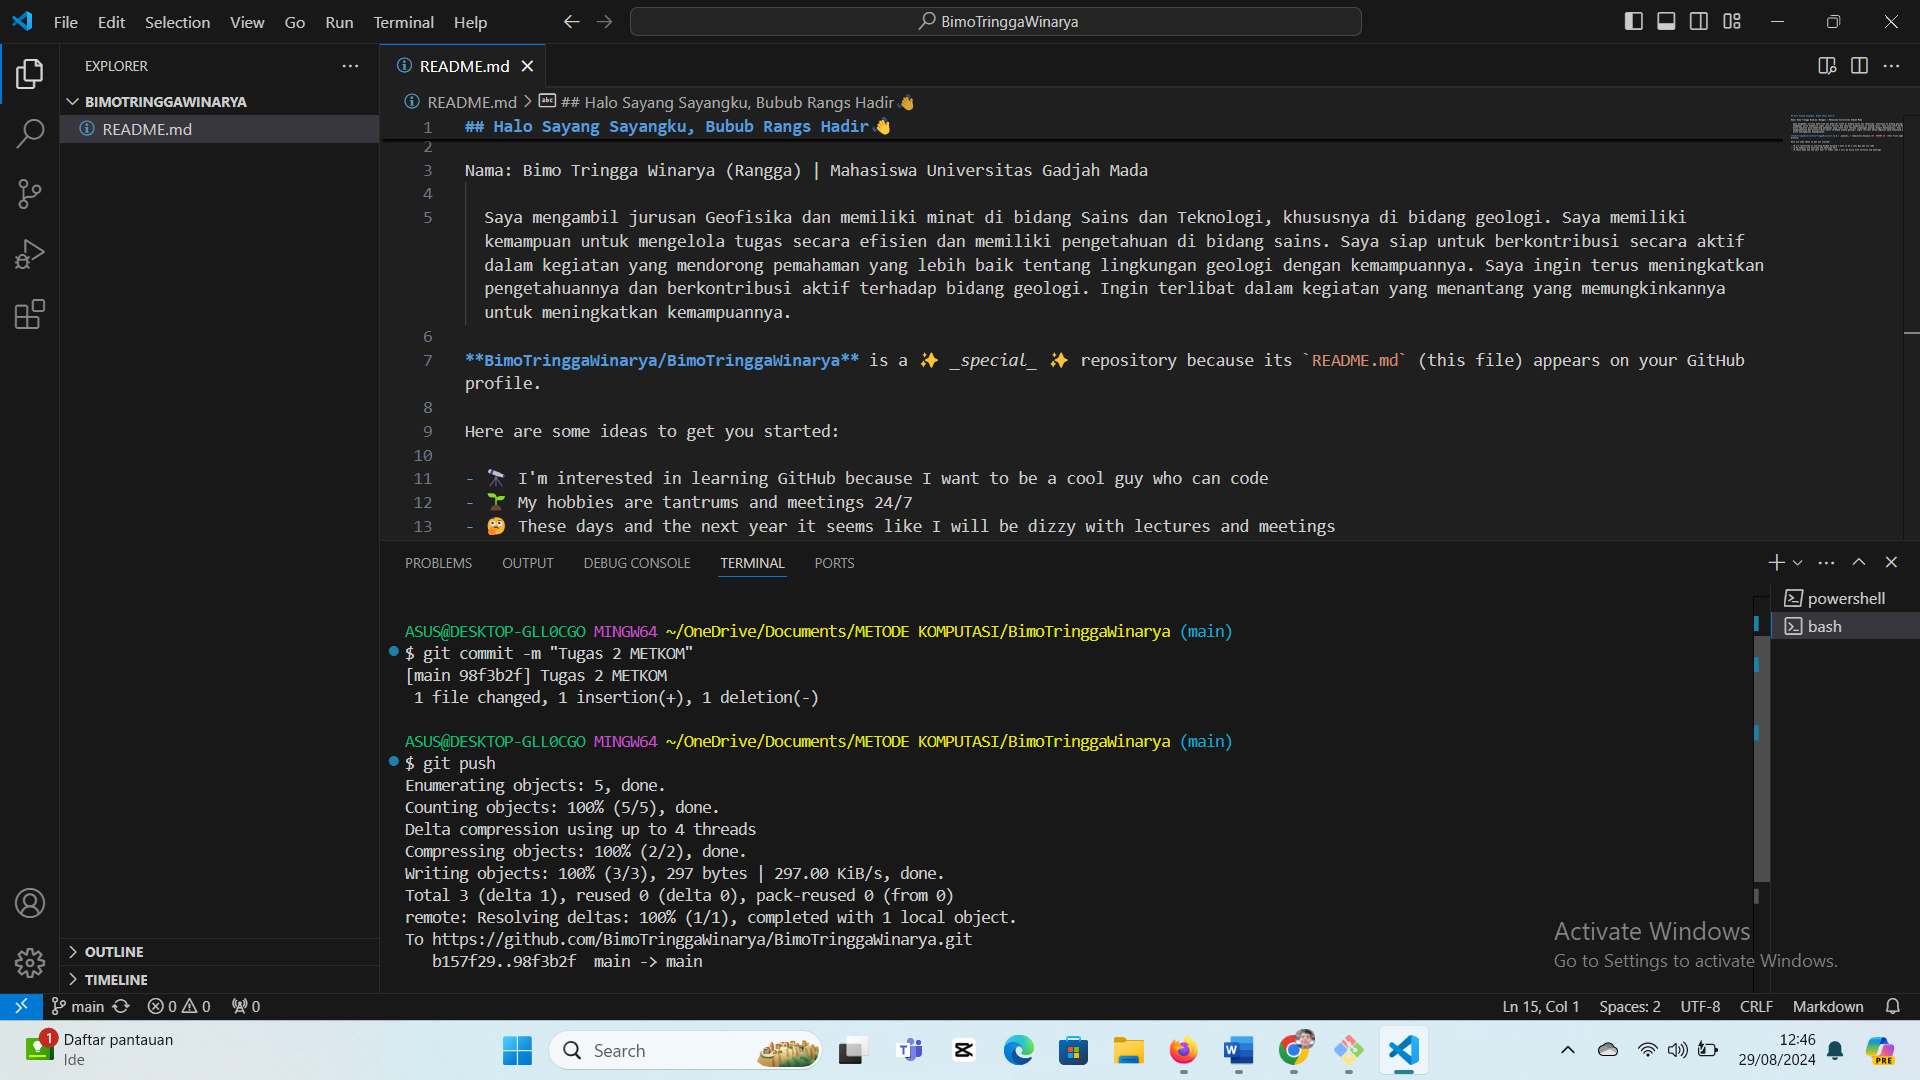 File Edit Selection View Go Run Terminal Help
BimoTringgaWinarya
EXPLORER
BIMOTRINGGAWINARYA
README.md
README.md
README.md > ## Halo Sayang Sayangku, Bubub Rangs Hadir👋
1 ## Halo Sayang Sayangku, Bubub Rangs Hadir👋
2
3 Nama: Bimo Tringga Winarya (Rangga) | Mahasiswa Universitas Gadjah Mada
4
5 Saya mengambil jurusan Geofisika dan memiliki minat di bidang Sains dan Teknologi, khususnya di bidang geologi. Saya memiliki
kemampuan untuk mengelola tugas secara efisien dan memiliki pengetahuan di bidang sains. Saya siap untuk berkontribusi secara aktif
dalam kegiatan yang mendorong pemahaman yang lebih baik tentang lingkungan geologi dengan kemampuannya. Saya ingin terus meningkatkan
pengetahuannya dan berkontribusi aktif terhadap bidang geologi. Ingin terlibat dalam kegiatan yang menantang yang memungkinkannya
untuk meningkatkan kemampuannya.
6
7 **BimoTringgaWinarya/BimoTringgaWinarya** is a ✨ _special_ ✨ repository because its `README.md` (this file) appears on your GitHub
profile.
8
9 Here are some ideas to get you started:
10
11 - 🔭 I'm interested in learning GitHub because I want to be a cool guy who can code
12 - 🌱 My hobbies are tantrums and meetings 24/7
13 - 🤔 These days and the next year it seems like I will be dizzy with lectures and meetings
PROBLEMS OUTPUT DEBUG CONSOLE TERMINAL PORTS
powershell
bash
ASUS@DESKTOP-GLL0CGO MINGW64 ~/OneDrive/Documents/METODE KOMPUTASI/BimoTringgaWinarya (main)
$ git commit -m "Tugas 2 METKOM"
[main 98f3b2f] Tugas 2 METKOM
1 file changed, 1 insertion(+), 1 deletion(-)
ASUS@DESKTOP-GLL0CGO MINGW64 ~/OneDrive/Documents/METODE KOMPUTASI/BimoTringgaWinarya (main)
$ git push
Enumerating objects: 5, done.
Counting objects: 100% (5/5), done.
Delta compression using up to 4 threads
Compressing objects: 100% (2/2), done.
Writing objects: 100% (3/3), 297 bytes | 297.00 KiB/s, done.
Total 3 (delta 1), reused 0 (delta 0), pack-reused 0 (from 0)
remote: Resolving deltas: 100% (1/1), completed with 1 local object.
To https://github.com/BimoTringgaWinarya/BimoTringgaWinarya.git
b157f29..98f3b2f main -> main
Activate Windows
Go to Settings to activate Windows.
OUTLINE
TIMELINE
main 0 0 0
Ln 15, Col 1 Spaces: 2 UTF-8 CRLF Markdown
1 Daftar pantauan
Ide
Search
PRE
12:46
29/08/2024